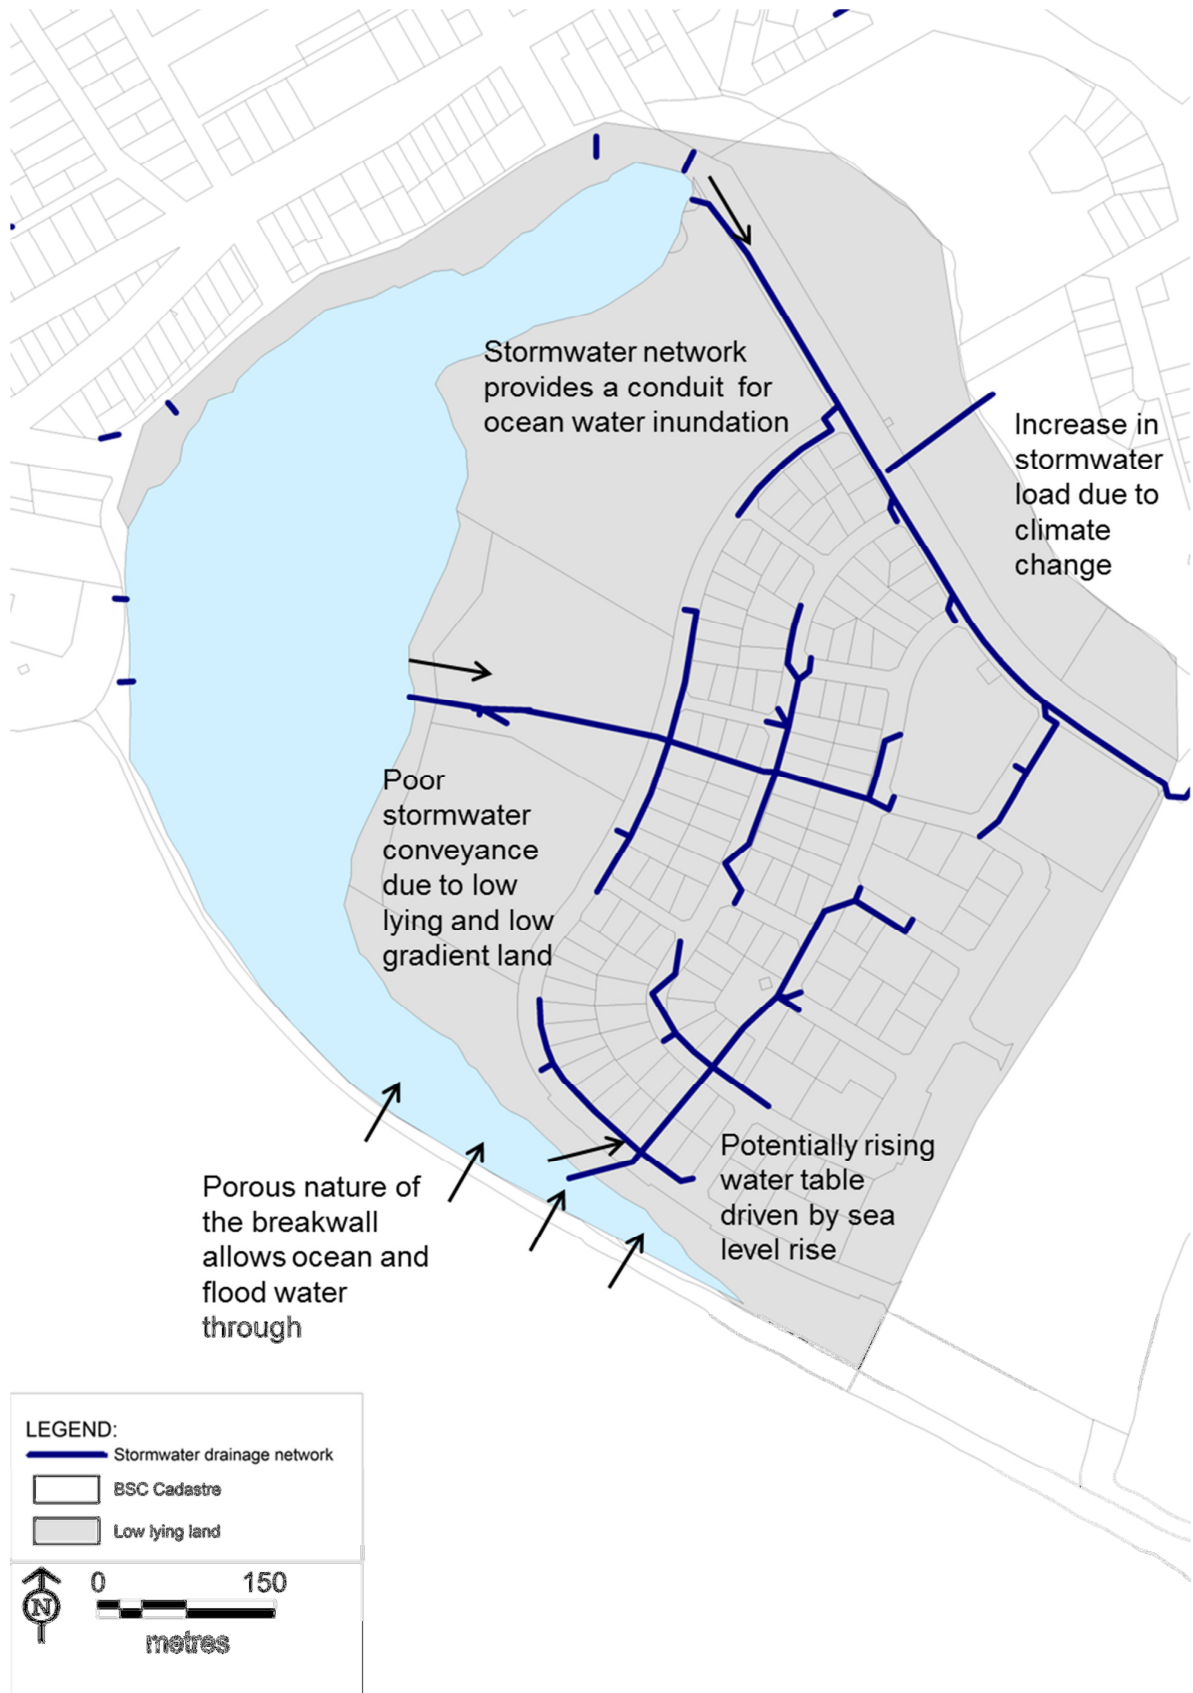 Stormwater network
provides a conduit for
ocean water inundation
Increase in
stormwater
load due to
climate
change
Poor
stormwater
conveyance
due to low
lying and low
gradient land
Porous nature of
the breakwall
allows ocean and
flood water
through
Potentially rising
water table
driven by sea
level rise
LEGEND:
Stormwater drainage network
BSC Cadastre
Low lying land
N
0 150
metres